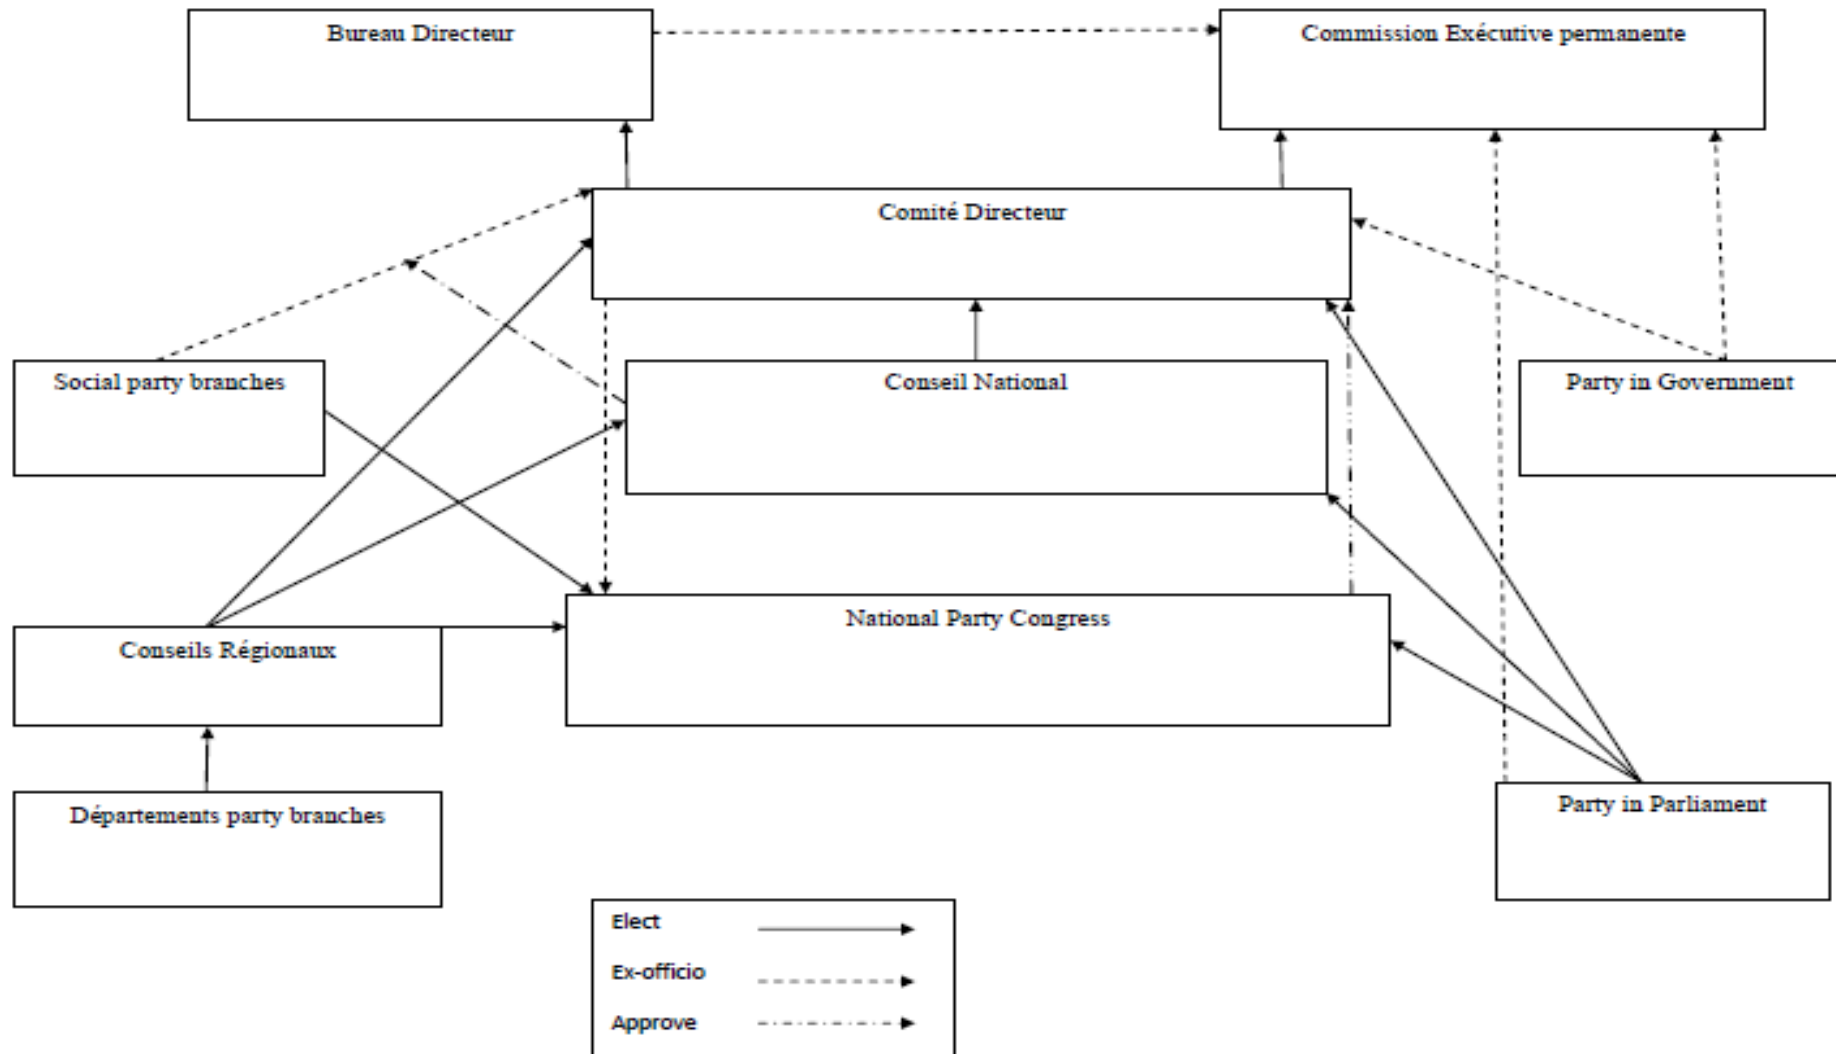 Bureau Directeur
Commission Exécutive permanente
Comité Directeur
Social party branches
Conseil National
Party in Government
National Party Congress
Conseils Régionaux
Départements party branches
Party in Parliament
Elect
Ex-officio
Approve